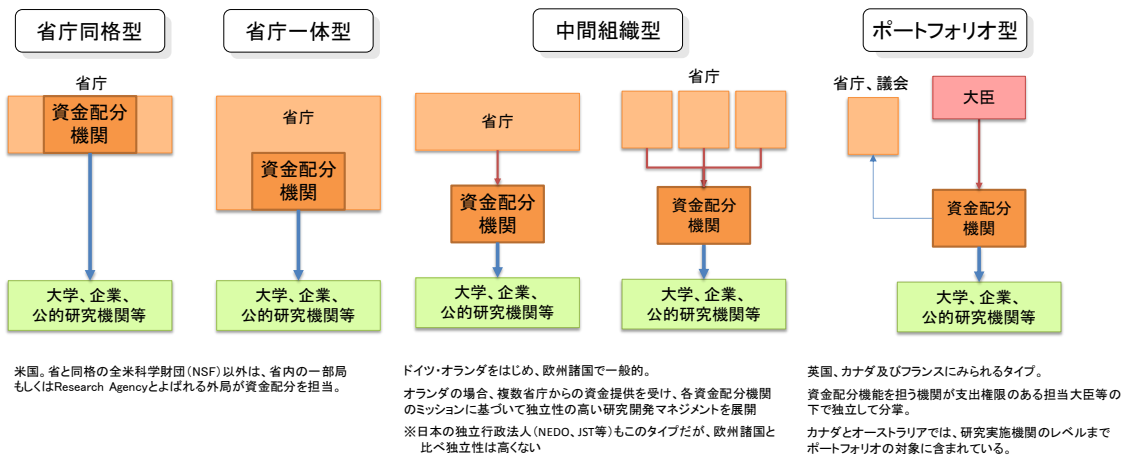 省庁同格型
省庁
資金配分
機関
大学、企業、
公的研究機関等
省庁一体型
省庁
資金配分
機関
大学、企業、
公的研究機関等
米国。省と同格の全米科学財団(NSF)以外は、省内の一部局
もしくはResearch Agencyとよばれる外局が資金配分を担当。
中間組織型
省庁
資金配分
機関
大学、企業、
公的研究機関等
省庁
資金配分
機関
大学、企業、
公的研究機関等
ドイツ・オランダをはじめ、欧州諸国で一般的。
オランダの場合、複数省庁からの資金提供を受け、各資金配分機関
のミッションに基づいて独立性の高い研究開発マネジメントを展開
※日本の独立行政法人(NEDO、JST等)もこのタイプだが、欧州諸国と
比べ独立性は高くない
ポートフォリオ型
省庁、議会
大臣
資金配分
機関
大学、企業、
公的研究機関等
英国、カナダ及びフランスにみられるタイプ。
資金配分機能を担う機関が支出権限のある担当大臣等の
下で独立して分掌。
カナダとオーストラリアでは、研究実施機関のレベルまで
ポートフォリオの対象に含まれている。